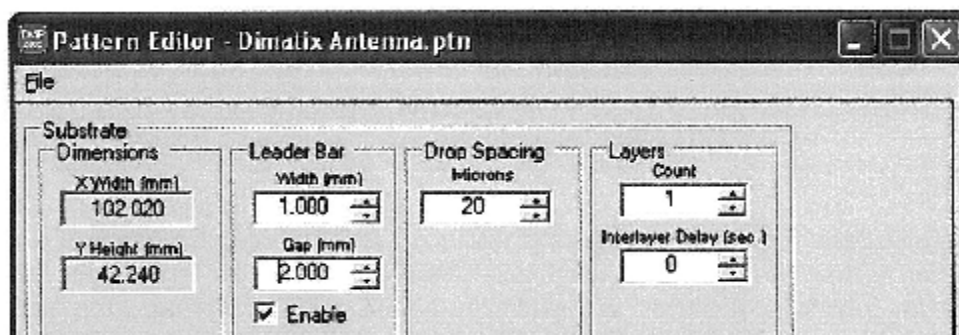 Pattern Editor - Dimatix Antenna.ptn
File
Substrate
Dimensions
X Width (mm)
102.020
Y Height (mm)
42.240
Leader Bar
Width (mm)
1.000
Gap (mm)
2.000
Enable
Drop Spacing
Microns
20
Layers
Count
1
Interlayer Delay (sec.)
0